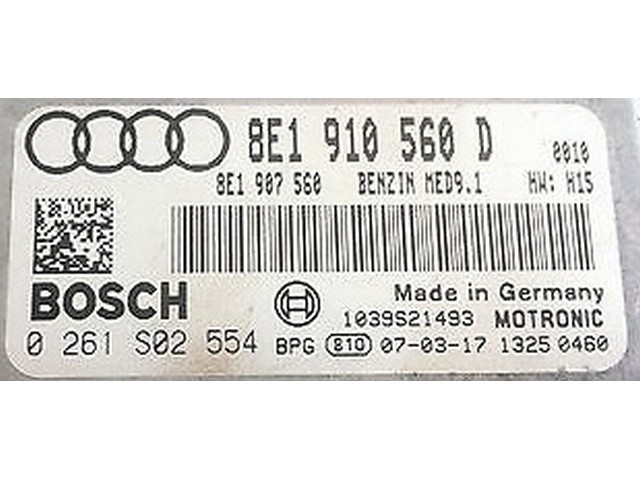 8E1 910 560 D 0010
8E1 907 560 BENZIN MED9.1 HW: H15
BOSCH
Made in Germany
1039S21493 MOTRONIC
0 261 S02 554 BPG 810 07-03-17 1325 0460